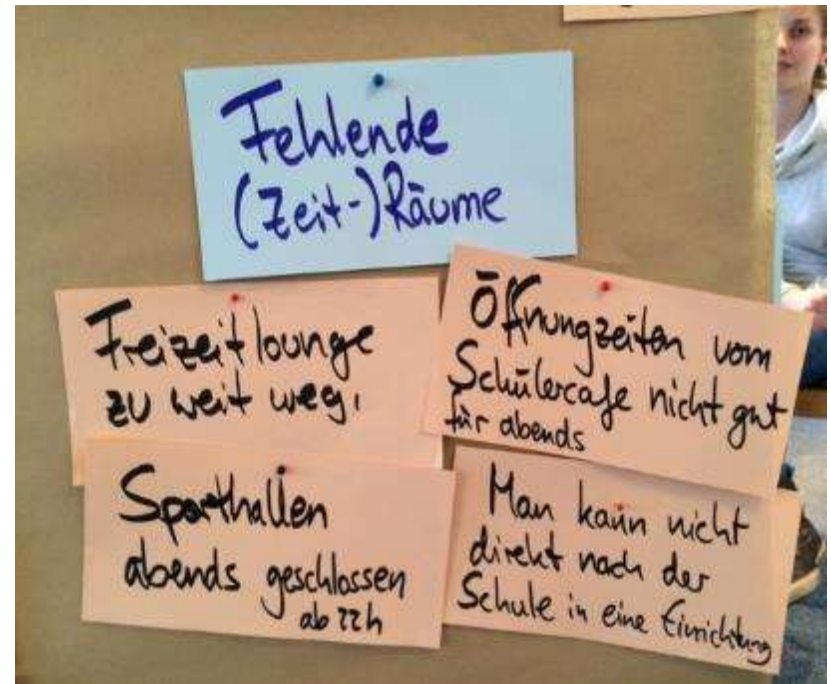 Fehlende
(Zeit-)Räume
Freizeitlounge
zu weit weg.
Öffnungzeiten vom
Schülercafe nicht gut
für abends
Sporthallen
abends geschlossen
ab 22h
Man kann nicht
direkt nach der
Schule in eine Einrichtung